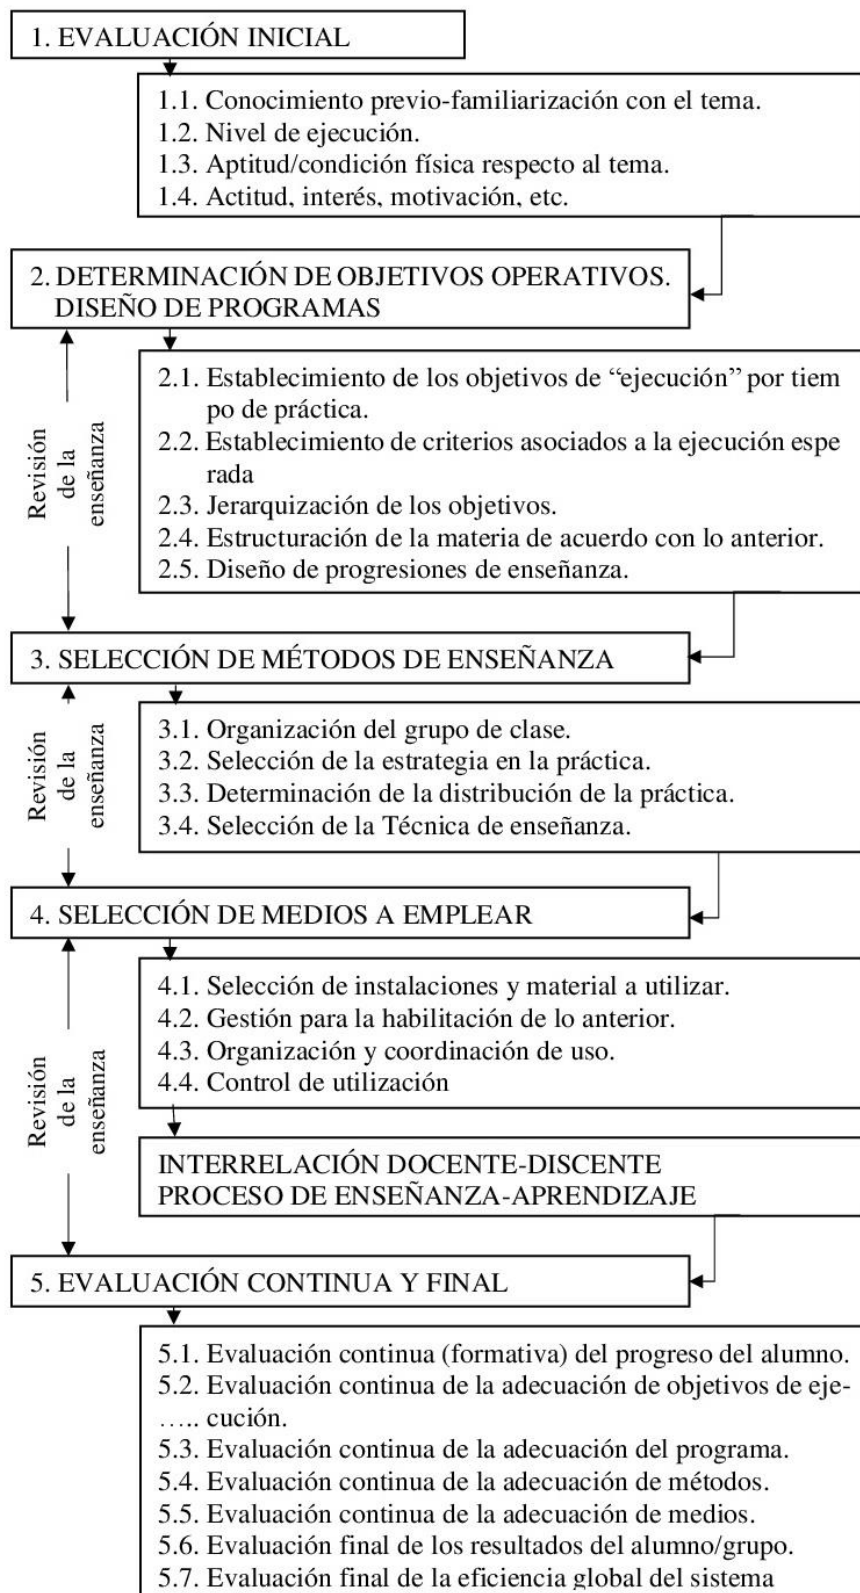 1. EVALUACIÓN INICIAL
1.1. Conocimiento previo-familiarización con el tema.
1.2. Nivel de ejecución.
1.3. Aptitud/condición física respecto al tema.
1.4. Actitud, interés, motivación, etc.
2. DETERMINACIÓN DE OBJETIVOS OPERATIVOS.
DISEÑO DE PROGRAMAS
Revisión
de la
enseñanza
2.1. Establecimiento de los objetivos de “ejecución” por tiem
po de práctica.
2.2. Establecimiento de criterios asociados a la ejecución espe
rada
2.3. Jerarquización de los objetivos.
2.4. Estructuración de la materia de acuerdo con lo anterior.
2.5. Diseño de progresiones de enseñanza.
3. SELECCIÓN DE MÉTODOS DE ENSEÑANZA
Revisión
de la
enseñanza
3.1. Organización del grupo de clase.
3.2. Selección de la estrategia en la práctica.
3.3. Determinación de la distribución de la práctica.
3.4. Selección de la Técnica de enseñanza.
4. SELECCIÓN DE MEDIOS A EMPLEAR
Revisión
de la
enseñanza
4.1. Selección de instalaciones y material a utilizar.
4.2. Gestión para la habilitación de lo anterior.
4.3. Organización y coordinación de uso.
4.4. Control de utilización
INTERRELACIÓN DOCENTE-DISCENTE
PROCESO DE ENSEÑANZA-APRENDIZAJE
5. EVALUACIÓN CONTINUA Y FINAL
5.1. Evaluación continua (formativa) del progreso del alumno.
5.2. Evaluación continua de la adecuación de objetivos de eje-
….. cución.
5.3. Evaluación continua de la adecuación del programa.
5.4. Evaluación continua de la adecuación de métodos.
5.5. Evaluación continua de la adecuación de medios.
5.6. Evaluación final de los resultados del alumno/grupo.
5.7. Evaluación final de la eficiencia global del sistema